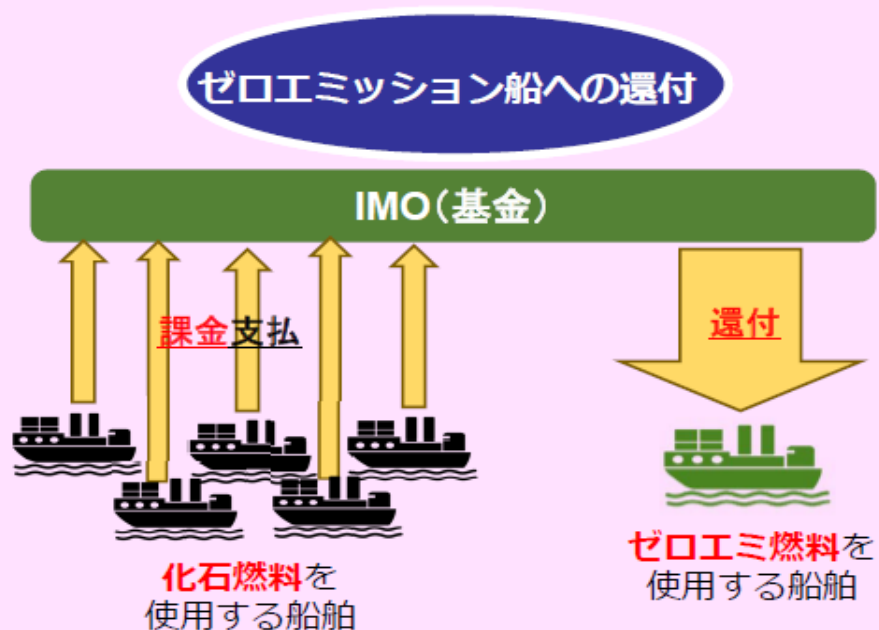 ゼロエミッション船への還付
IMO(基金)
課金支払
還付
化石燃料を
使用する船舶
ゼロエミ燃料を
使用する船舶